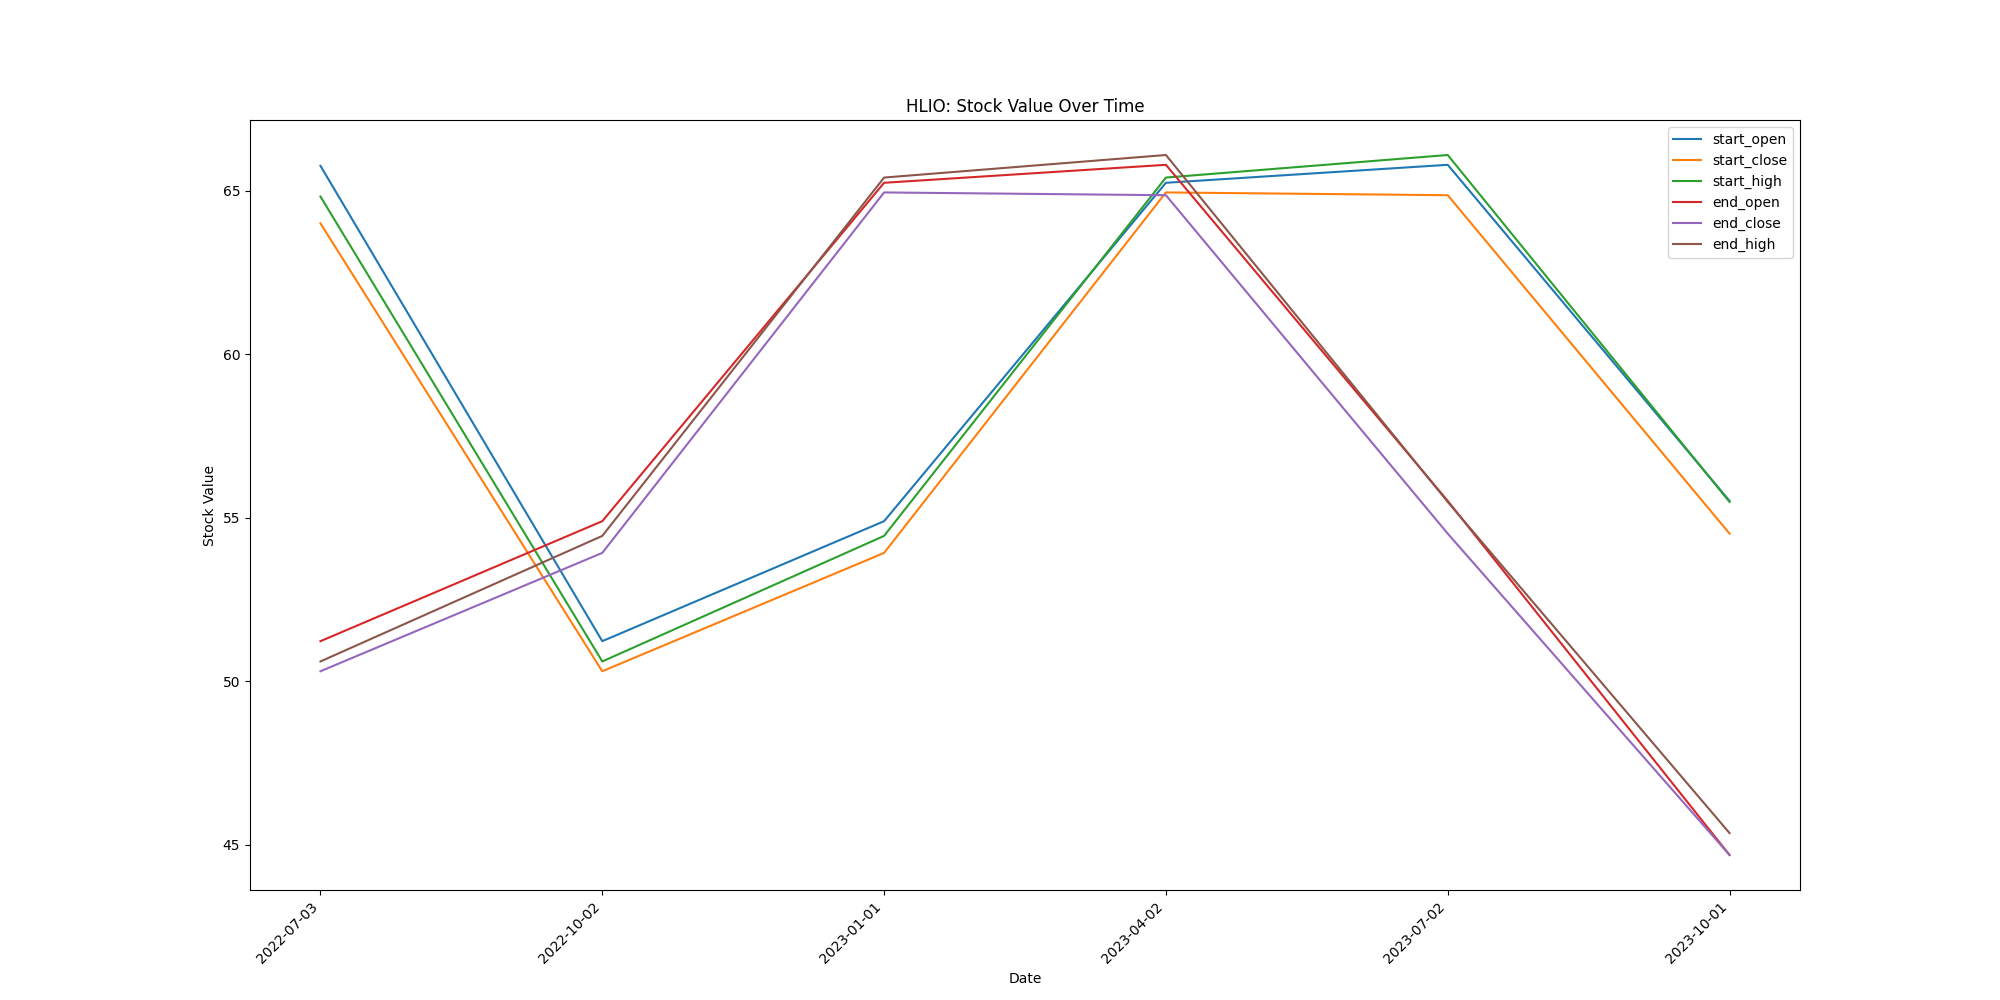 HLIO: Stock Value Over Time
start_open
start_close
start_high
end_open
end_close
end_high
Stock Value
65
60
55
50
45
2022-07-03
2022-10-02
2023-01-01
2023-04-02
2023-07-02
2023-10-01
Date